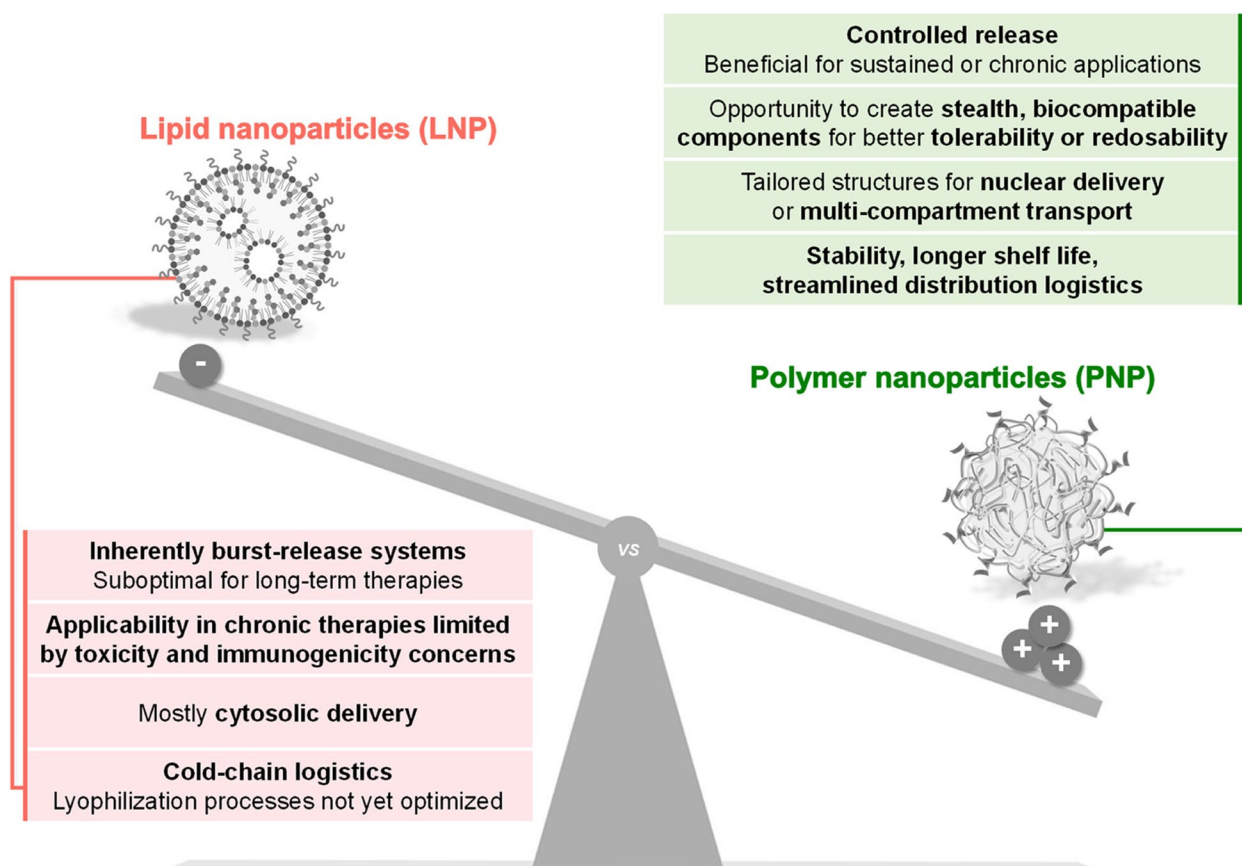 Lipid nanoparticles (LNP)
-
Inherently burst-release systems
Suboptimal for long-term therapies
Applicability in chronic therapies limited
by toxicity and immunogenicity concerns
Mostly cytosolic delivery
Cold-chain logistics
Lyophilization processes not yet optimized
vs
Controlled release
Beneficial for sustained or chronic applications
Opportunity to create stealth, biocompatible
components for better tolerability or redosability
Tailored structures for nuclear delivery
or multi-compartment transport
Stability, longer shelf life,
streamlined distribution logistics
Polymer nanoparticles (PNP)
+
+
+